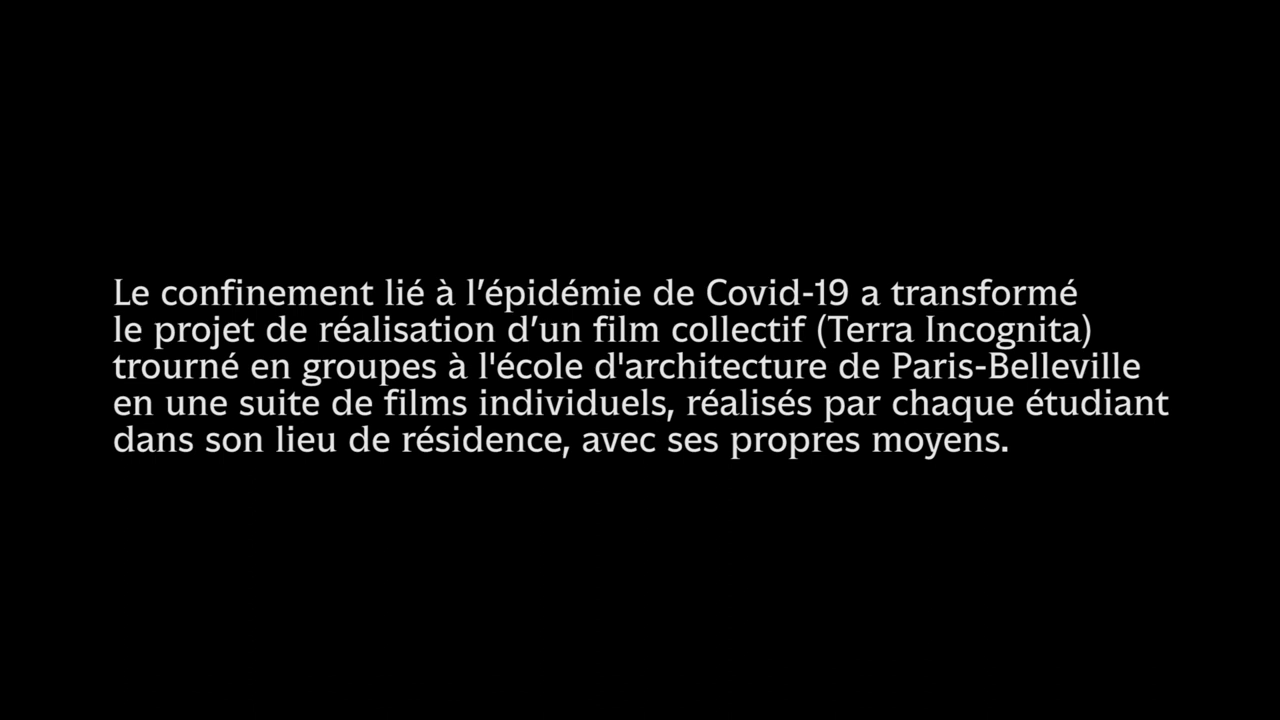 Le confinement lié à l’épidémie de Covid-19 a transformé
le projet de réalisation d’un film collectif (Terra Incognita)
trourné en groupes à l'école d'architecture de Paris-Belleville
en une suite de films individuels, réalisés par chaque étudiant
dans son lieu de résidence, avec ses propres moyens.